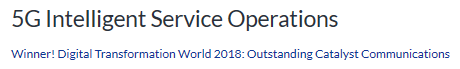 5G Intelligent Service Operations
Winner! Digital Transformation World 2018: Outstanding Catalyst Communications